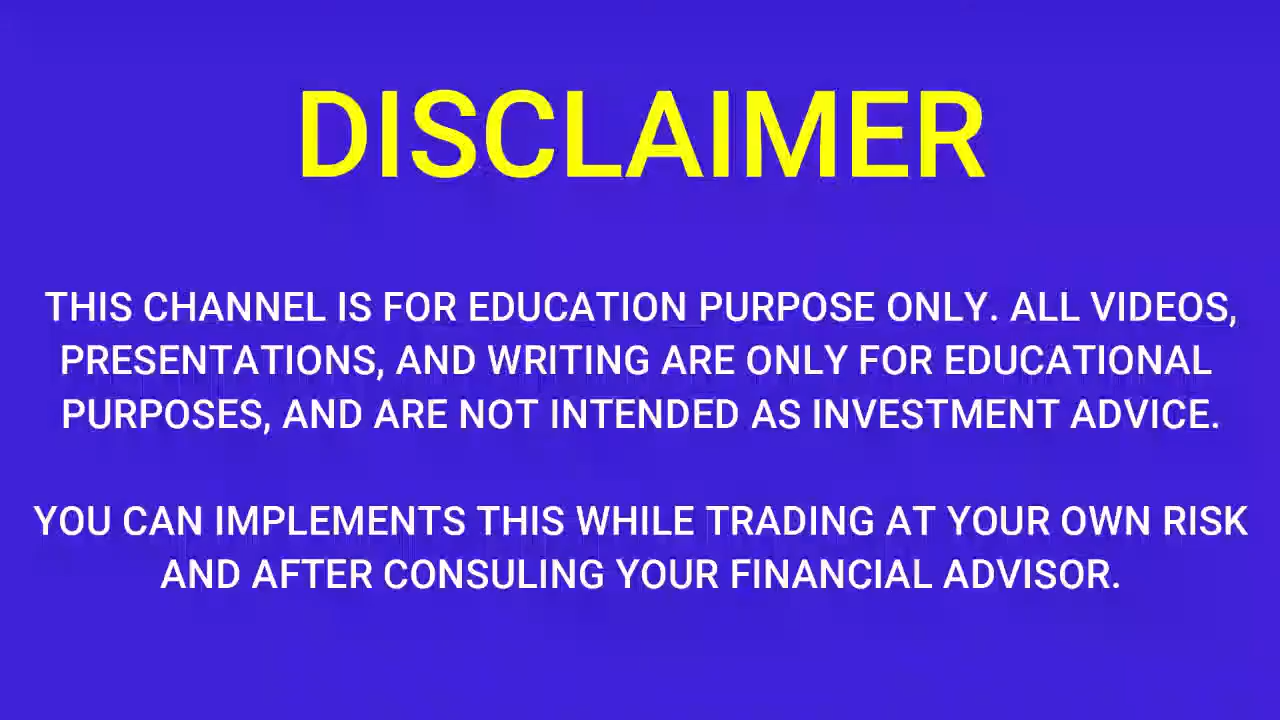 DISCLAIMER
THIS CHANNEL IS FOR EDUCATION PURPOSE ONLY. ALL VIDEOS,
PRESENTATIONS, AND WRITING ARE ONLY FOR EDUCATIONAL
PURPOSES, AND ARE NOT INTENDED AS INVESTMENT ADVICE.
YOU CAN IMPLEMENTS THIS WHILE TRADING AT YOUR OWN RISK
AND AFTER CONSULING YOUR FINANCIAL ADVISOR.